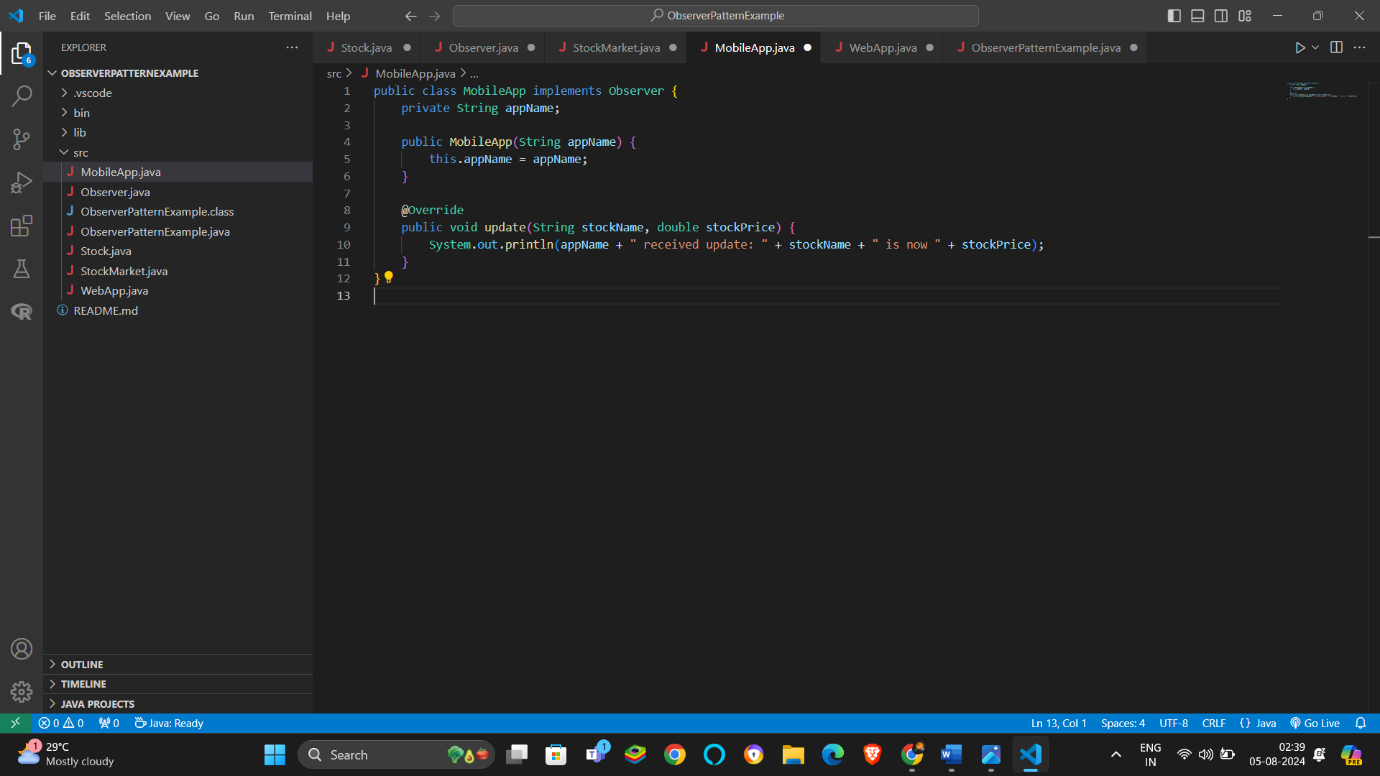 File Edit Selection View Go Run Terminal Help
ObserverPatternExample
EXPLORER
OBSERVERPATTERNEXAMPLE
.vscode
bin
lib
src
MobileApp.java
Observer.java
ObserverPatternExample.class
ObserverPatternExample.java
Stock.java
StockMarket.java
WebApp.java
README.md
OUTLINE
TIMELINE
JAVA PROJECTS
6
Stock.java Observer.java StockMarket.java MobileApp.java WebApp.java ObserverPatternExample.java
src > MobileApp.java > ...
1 public class MobileApp implements Observer {
2 private String appName;
3
4 public MobileApp(String appName) {
5 this.appName = appName;
6 }
7
8 @Override
9 public void update(String stockName, double stockPrice) {
10 System.out.println(appName + " received update: " + stockName + " is now " + stockPrice);
11 }
12 }
13
0 0 0 Java: Ready
Ln 13, Col 1 Spaces: 4 UTF-8 CRLF {} Java Go Live
1 29°C
Mostly cloudy
Search
1
PRE
ENG
IN
02:39
05-08-2024